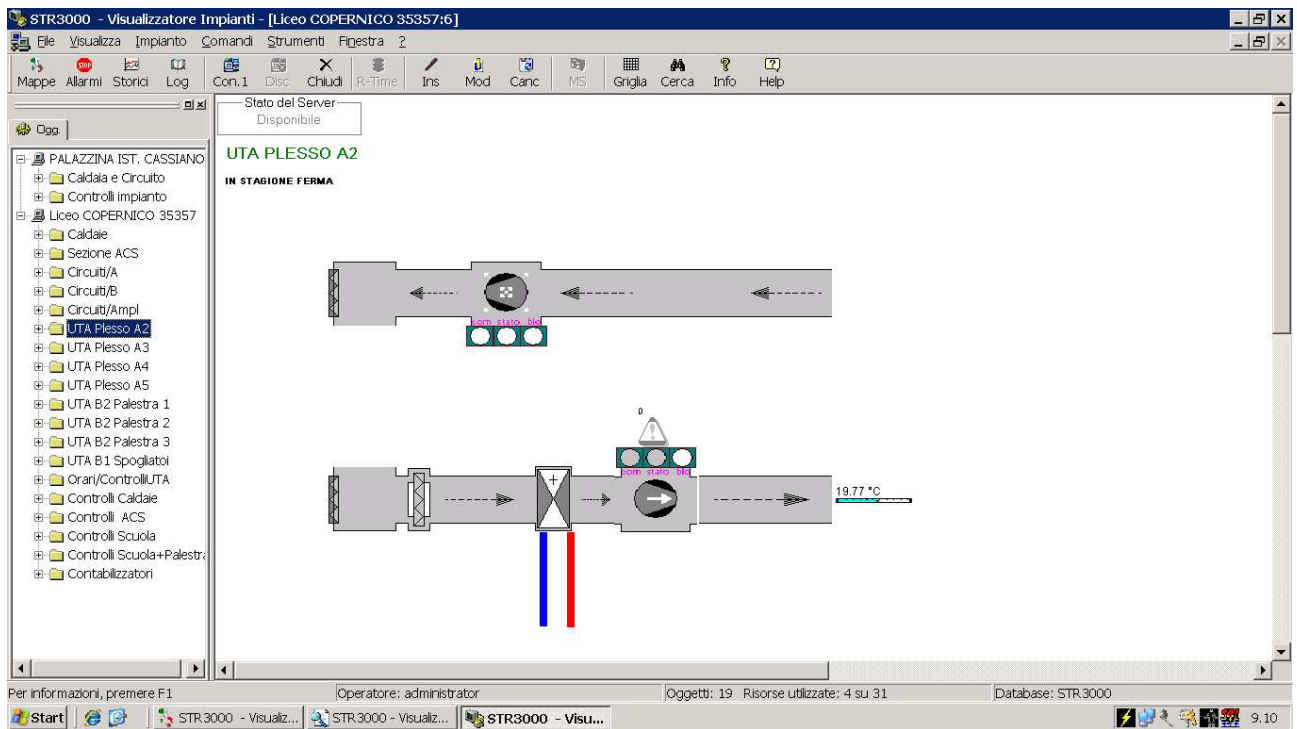 STR3000 - Visualizzatore Impianti - [Liceo COPERNICO 35357:6]
File Visualizza Impianto Comandi Strumenti Finestra ?
Mappe Allarmi Storici Log Con.1 Disc Chiudi R-Time Ins Mod Canc MS Griglia Cerca Info Help
Stato del Server
Disponibile
Ogg.
UTA PLESSO A2
IN STAGIONE FERMA
PALAZZINA IST. CASSIANO
Caldaia e Circuito
Controlli impianto
Liceo COPERNICO 35357
Caldaie
Sezione ACS
Circuiti/A
Circuiti/B
Circuiti/Ampl
UTA Plesso A2
UTA Plesso A3
UTA Plesso A4
UTA Plesso A5
UTA B2 Palestra 1
UTA B2 Palestra 2
UTA B2 Palestra 3
UTA B1 Spogliatoi
Orari/ControlliUTA
Controlli Caldaie
Controlli ACS
Controlli Scuola
Controlli Scuola+Palestra
Contabilizzatori
com stato bld
0
com stato bld
19.77 °C
Per informazioni, premere F1
Operatore: administrator
Oggetti: 19 Risorse utilizzate: 4 su 31
Database: STR3000
Start STR3000 - Visualiz... STR3000 - Visualiz... STR3000 - Visu... 9.10